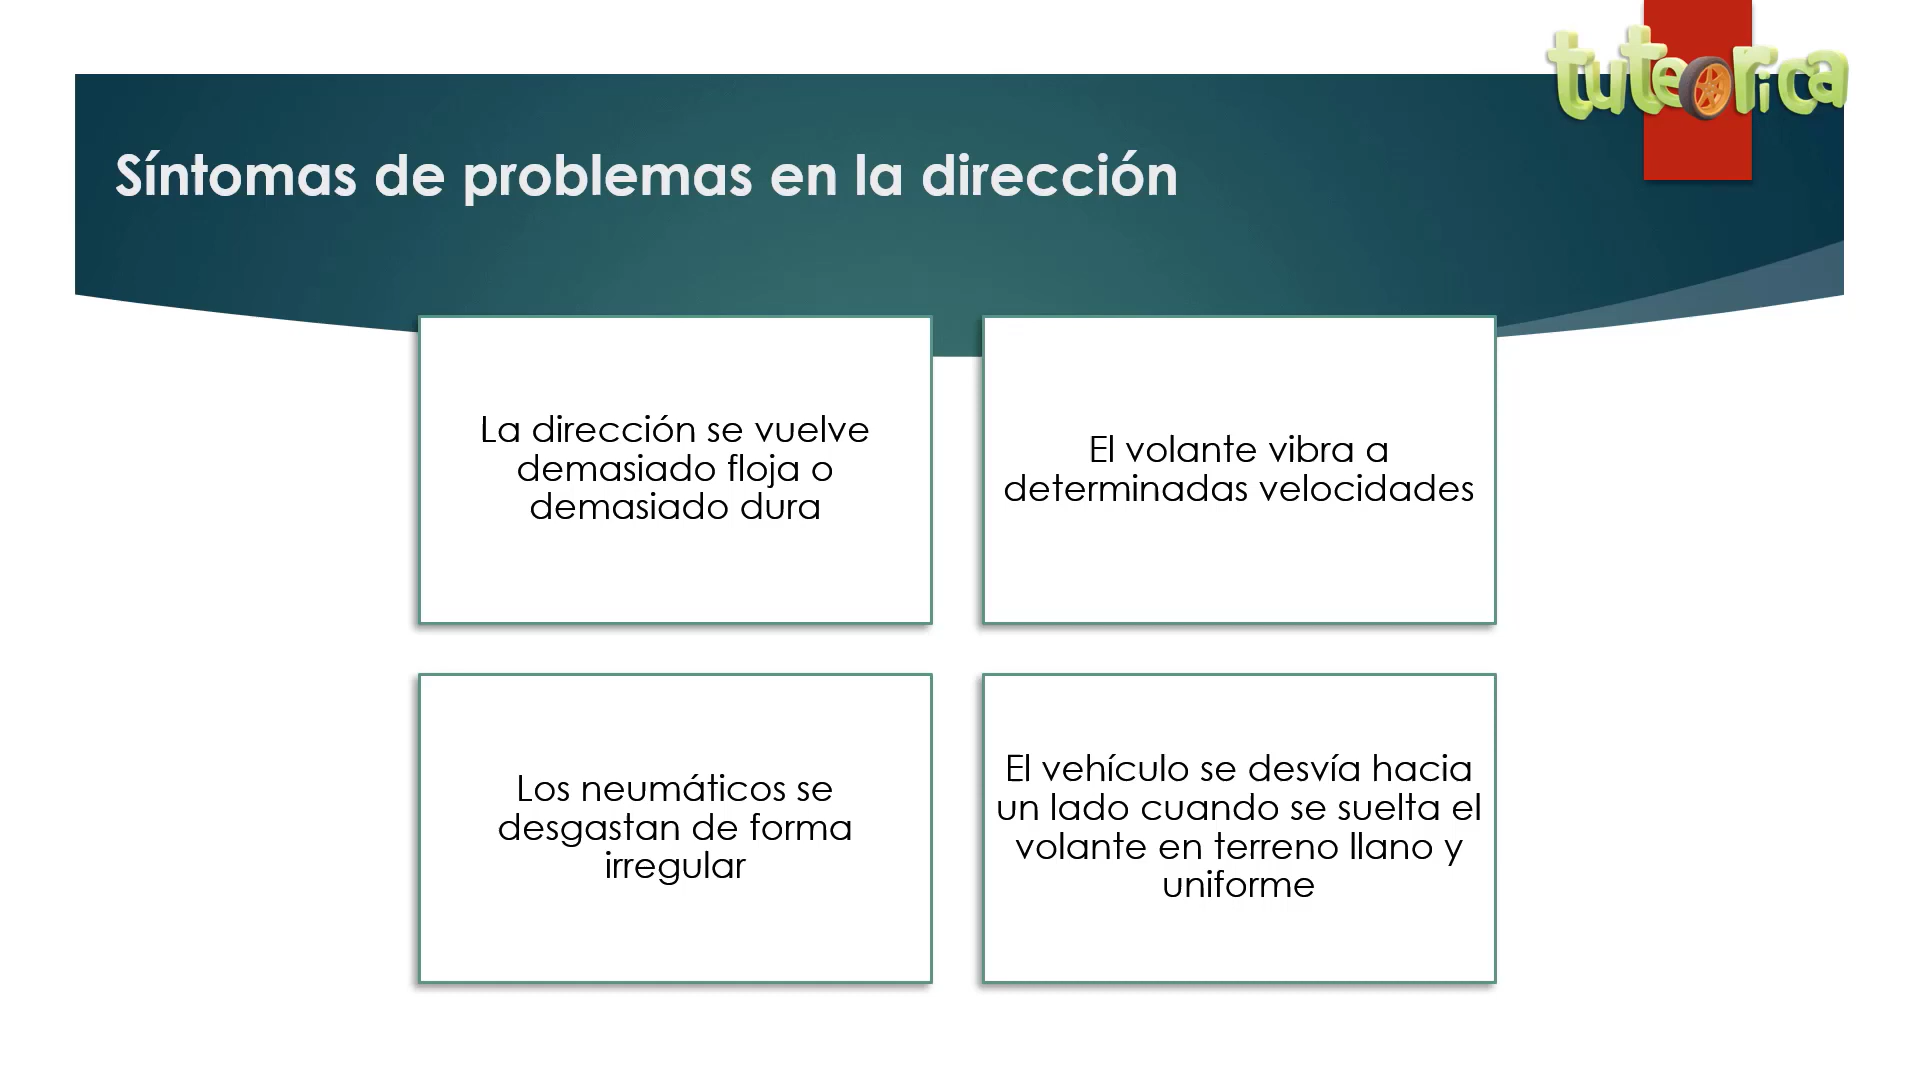 tuteorica
Síntomas de problemas en la dirección
La dirección se vuelve
demasiado floja o
demasiado dura
El volante vibra a
determinadas velocidades
Los neumáticos se
desgastan de forma
irregular
El vehículo se desvía hacia
un lado cuando se suelta el
volante en terreno llano y
uniforme